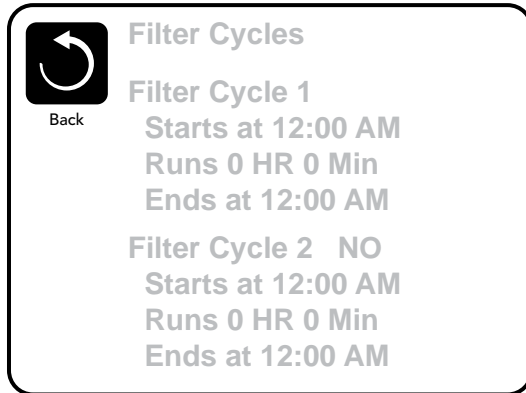 Filter Cycles
Back
Filter Cycle 1
Starts at 12:00 AM
Runs 0 HR 0 Min
Ends at 12:00 AM
Filter Cycle 2 NO
Starts at 12:00 AM
Runs 0 HR 0 Min
Ends at 12:00 AM